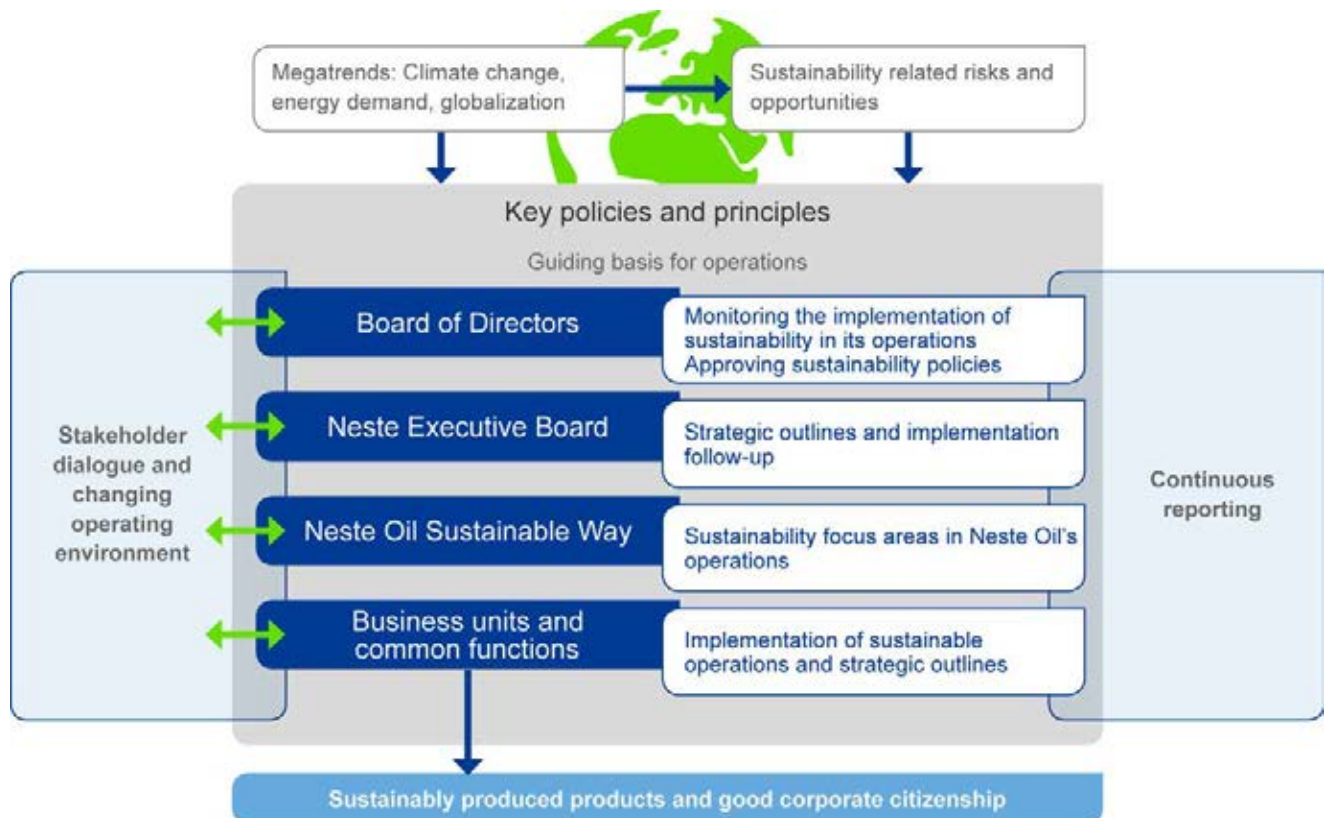 Megatrends: Climate change,
energy demand, globalization
Sustainability related risks and
opportunities
Key policies and principles
Guiding basis for operations
Stakeholder
dialogue and
changing
operating
environment
Board of Directors
Monitoring the implementation of
sustainability in its operations
Approving sustainability policies
Neste Executive Board
Strategic outlines and implementation
follow-up
Neste Oil Sustainable Way
Sustainability focus areas in Neste Oil's
operations
Business units and
common functions
Implementation of sustainable
operations and strategic outlines
Continuous
reporting
Sustainably produced products and good corporate citizenship